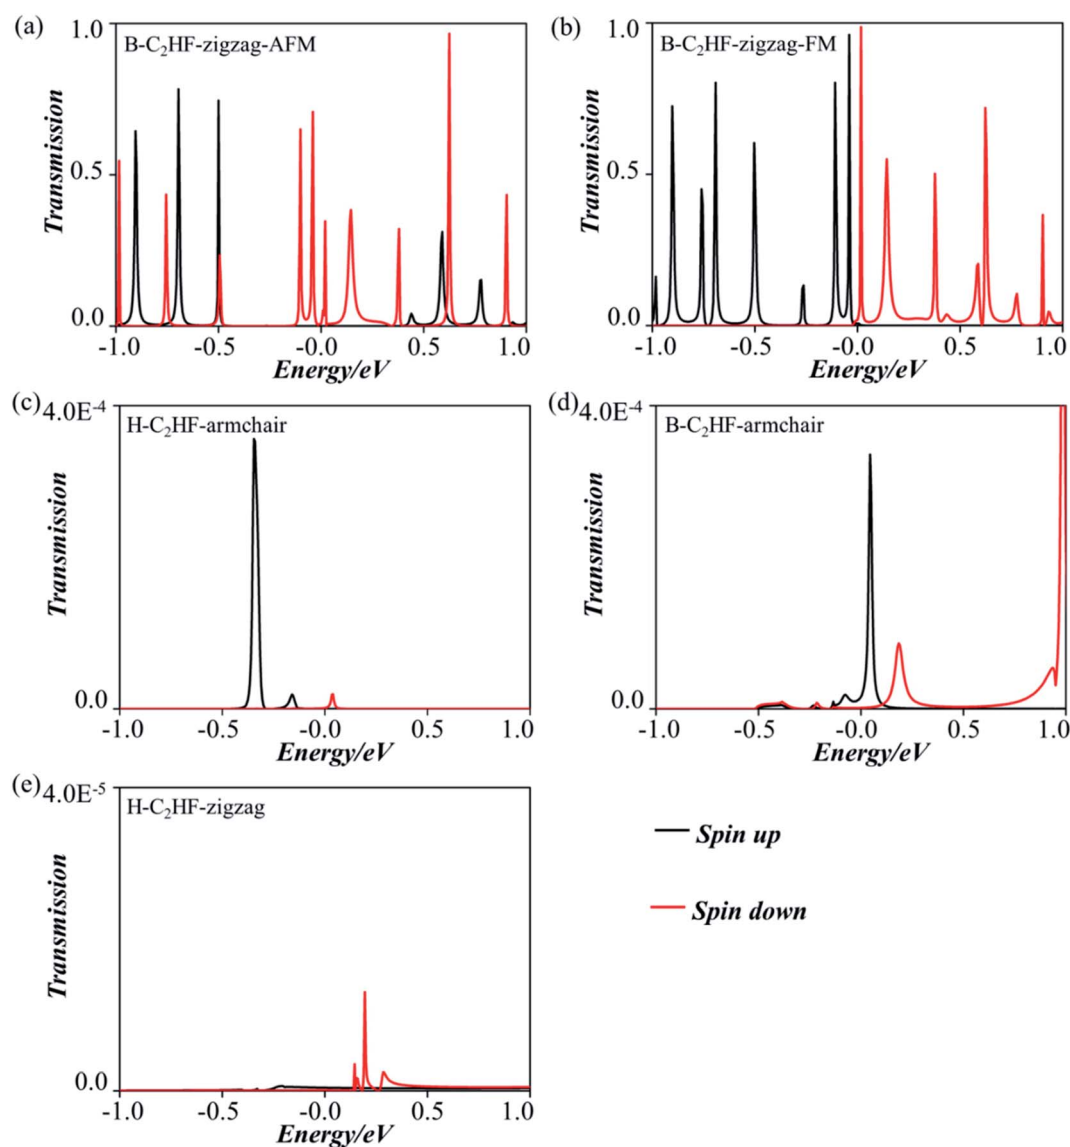 (a)
B-C₂HF-zigzag-AFM
1.0
0.5
0.0
Transmission
-1.0 -0.5 -0.0 0.5 1.0
Energy/eV
(b)
B-C₂HF-zigzag-FM
1.0
0.5
0.0
Transmission
-1.0 -0.5 -0.0 0.5 1.0
Energy/eV
(c)
4.0E⁻⁴
H-C₂HF-armchair
Transmission
0.0
-1.0 -0.5 -0.0 0.5 1.0
Energy/eV
(d)
4.0E⁻⁴
B-C₂HF-armchair
Transmission
0.0
-1.0 -0.5 -0.0 0.5 1.0
Energy/eV
(e)
4.0E⁻⁵
H-C₂HF-zigzag
Transmission
0.0
-1.0 -0.5 -0.0 0.5 1.0
Energy/eV
Spin up
Spin down